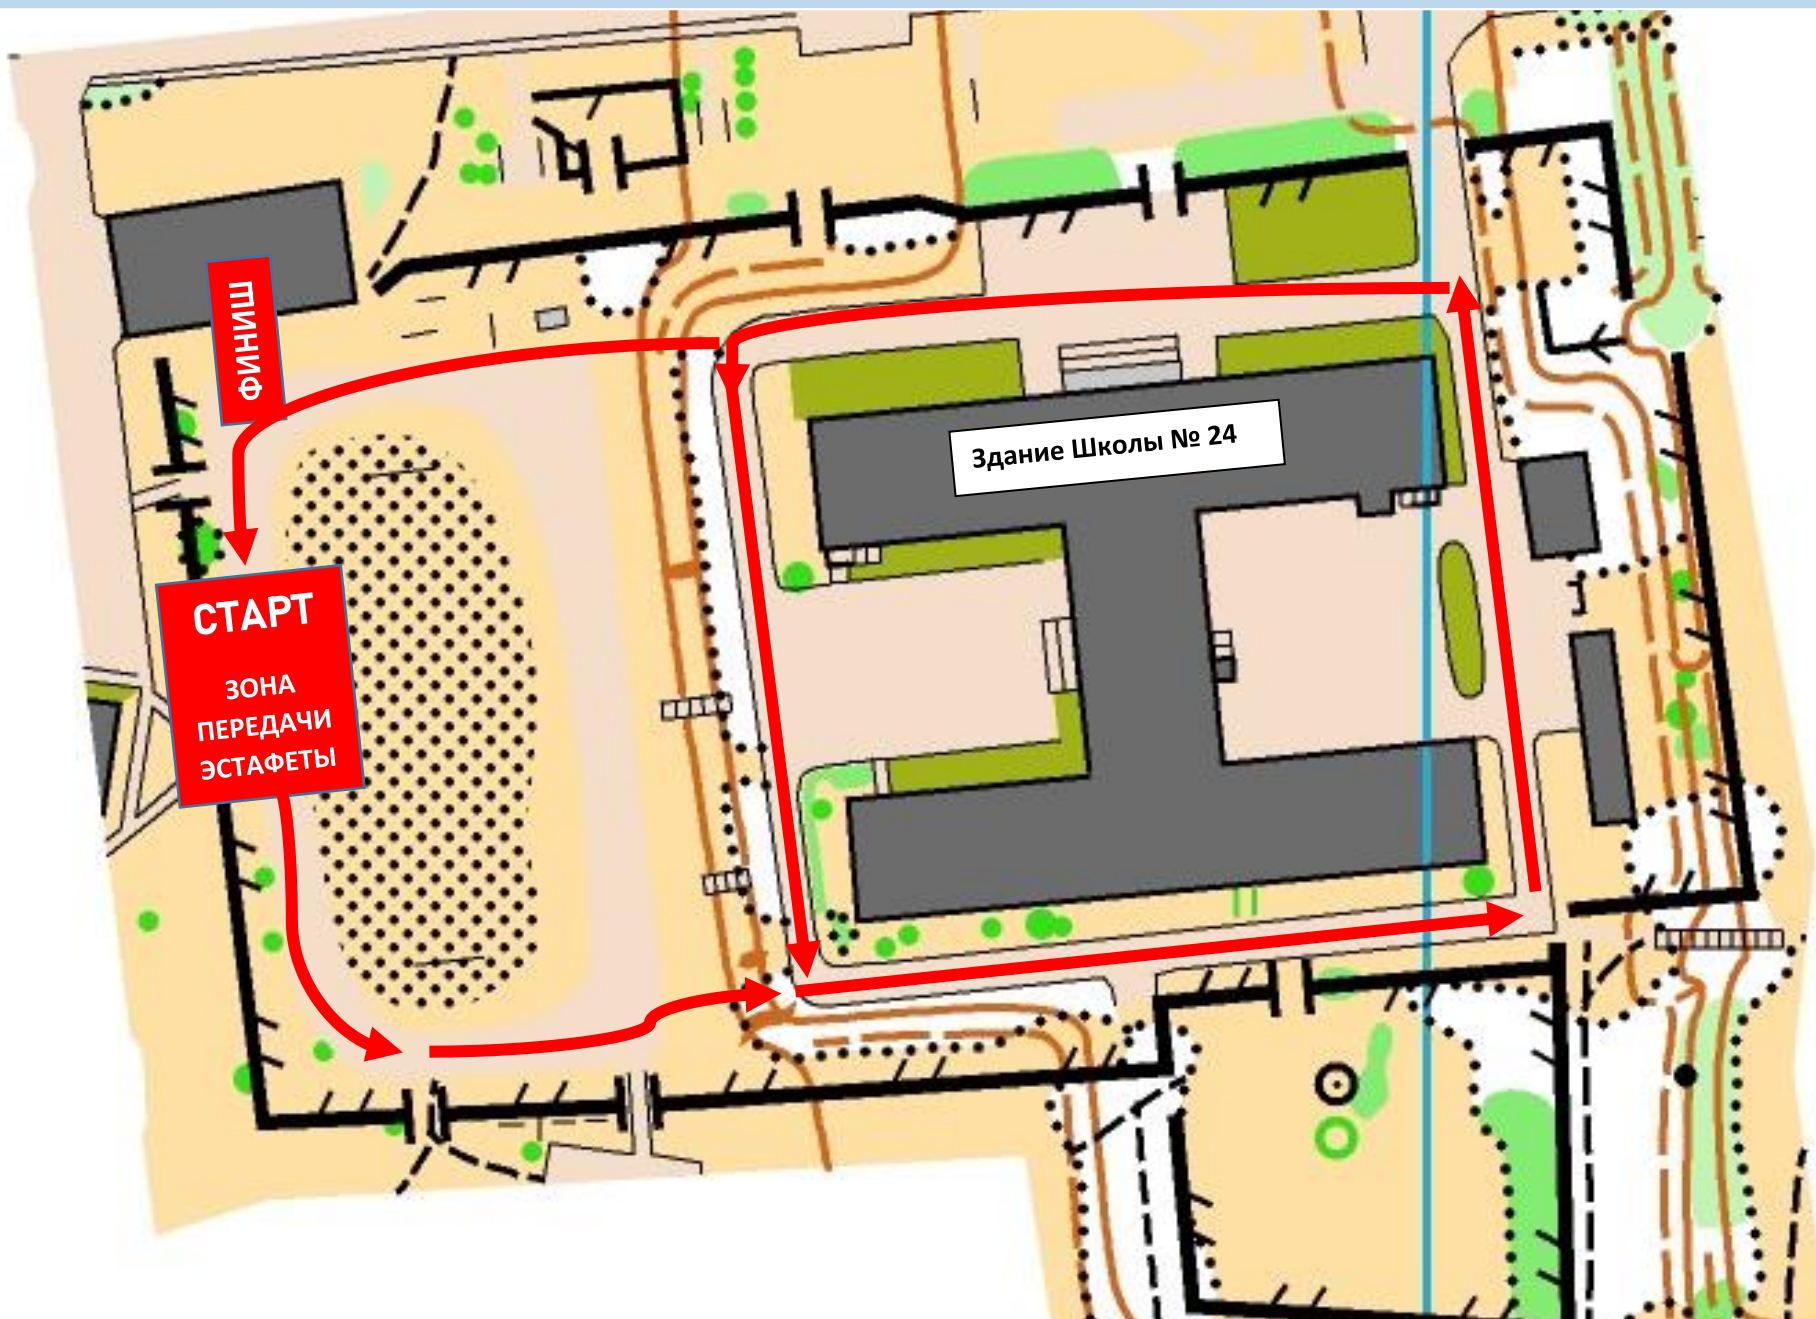 ФИНИШ
Здание Школы № 24
СТАРТ
ЗОНА
ПЕРЕДАЧИ
ЭСТАФЕТЫ